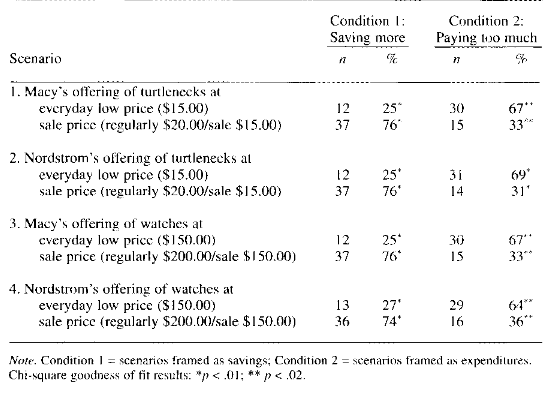 Condition 1: Condition 2:
Saving more Paying too much
Scenario n % n %
1. Macy's offering of turtlenecks at
everyday low price ($15.00) 12 25* 30 67**
sale price (regularly $20.00/sale $15.00) 37 76* 15 33**
2. Nordstrom's offering of turtlenecks at
everyday low price ($15.00) 12 25* 31 69*
sale price (regularly $20.00/sale $15.00) 37 76* 14 31*
3. Macy's offering of watches at
everyday low price ($150.00) 12 25* 30 67**
sale price (regularly $200.00/sale $150.00) 37 76* 15 33**
4. Nordstrom's offering of watches at
everyday low price ($150.00) 13 27* 29 64**
sale price (regularly $200.00/sale $150.00) 36 74* 16 36**
Note. Condition 1 = scenarios framed as savings; Condition 2 = scenarios framed as expenditures.
Chi-square goodness of fit results: *p < .01; ** p < .02.